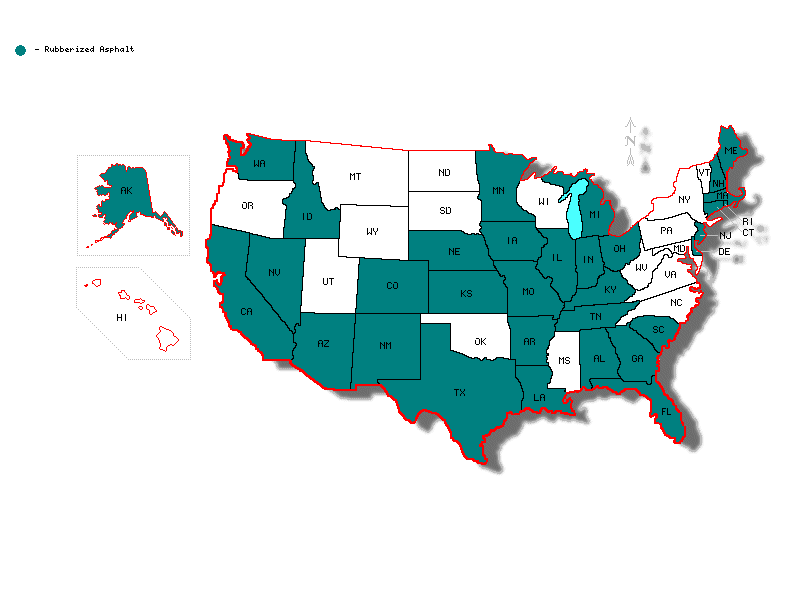 - Rubberized Asphalt
N
N
ME
WA
VT
NH
MT
ND
MN
MA
AK
NY
OR
SD
WI
MI
RI
ID
CT
WY
PA
NJ
IA
MD
OH
DE
NE
IL
IN
WV
NV
VA
UT
CO
KS
MO
KY
NC
CA
HI
TN
SC
AZ
NM
OK
AR
MS
AL
GA
TX
LA
FL